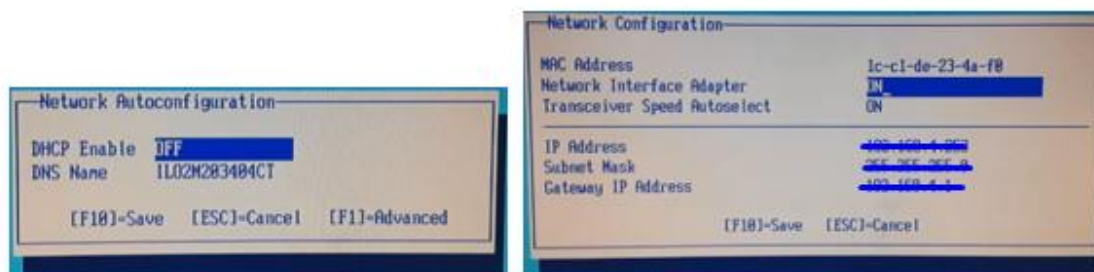 Network Autoconfiguration
DHCP Enable OFF
DNS Name ILO2M203404CT
[F10]=Save [ESC]=Cancel [F1]=Advanced
Network Configuration
MAC Address 1c-c1-de-23-4a-f0
Network Interface Adapter ON
Transceiver Speed Autoselect ON
IP Address
Subnet Mask
Gateway IP Address
[F10]=Save [ESC]=Cancel